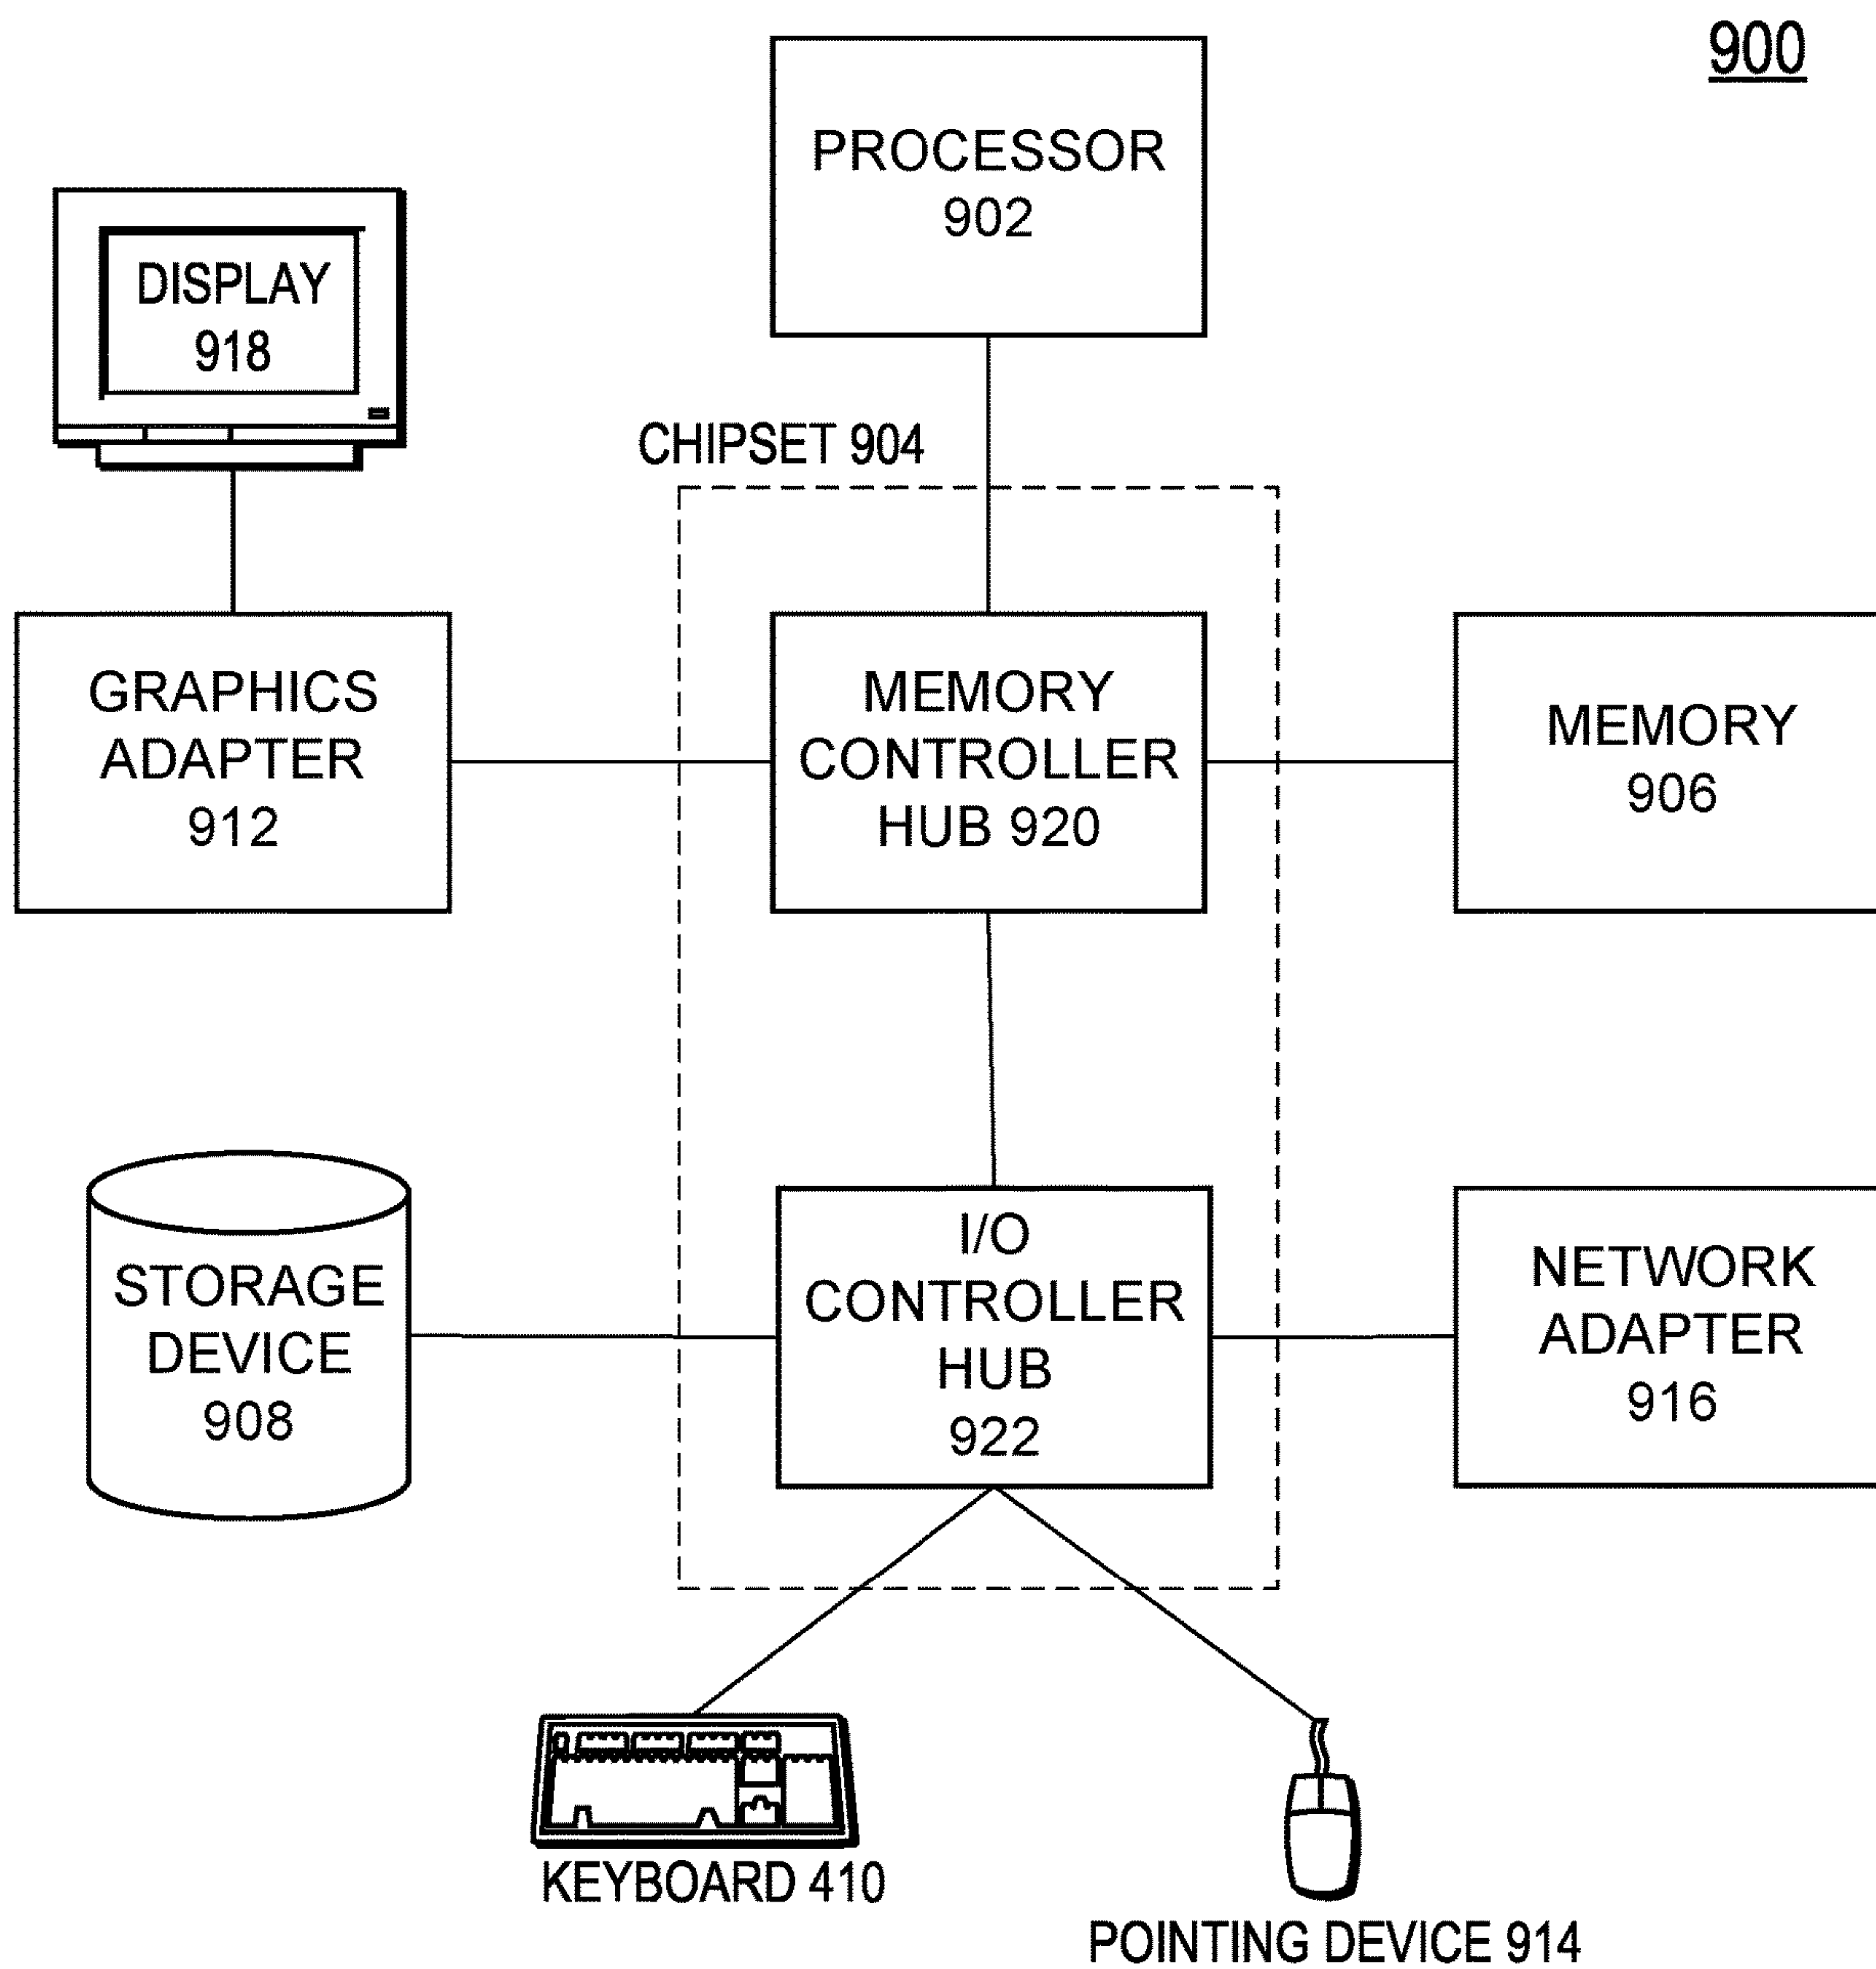 900
PROCESSOR
902
DISPLAY
918
CHIPSET 904
GRAPHICS
ADAPTER
912
MEMORY
CONTROLLER
HUB 920
MEMORY
906
STORAGE
DEVICE
908
I/O
CONTROLLER
HUB
922
NETWORK
ADAPTER
916
KEYBOARD 410
POINTING DEVICE 914